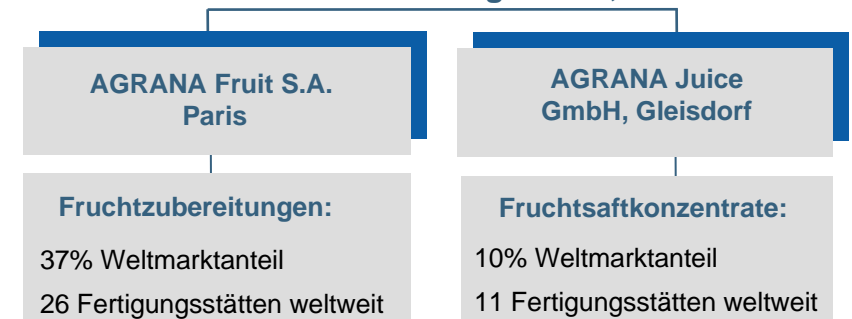 AGRANA Fruit S.A.
Paris
AGRANA Juice
GmbH, Gleisdorf
Fruchtzubereitungen:
37% Weltmarktanteil
26 Fertigungsstätten weltweit
Fruchtsaftkonzentrate:
10% Weltmarktanteil
11 Fertigungsstätten weltweit